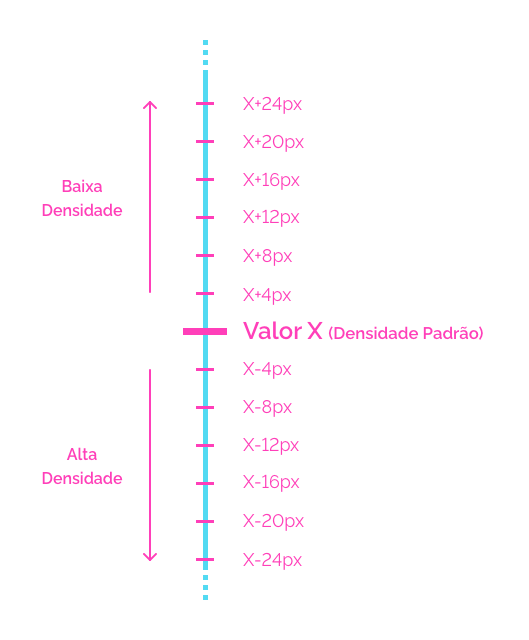 X+24px
X+20px
X+16px
Baixa
Densidade
X+12px
X+8px
X+4px
Valor X (Densidade Padrão)
X-4px
X-8px
X-12px
Alta
Densidade
X-16px
X-20px
X-24px